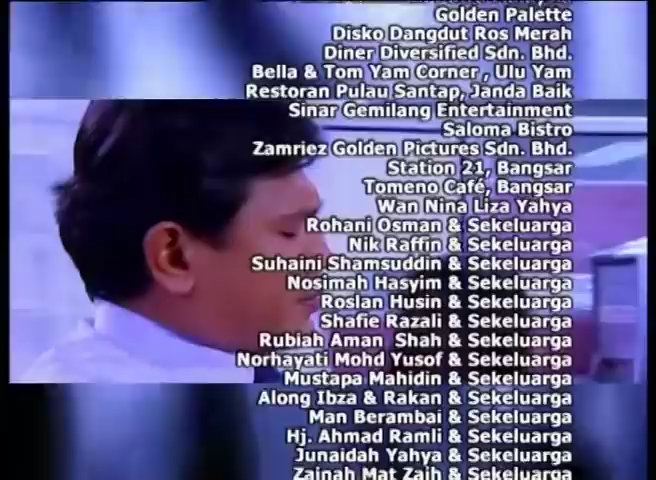 Golden Palette
Disko Dangdut Ros Merah
Diner Diversified Sdn. Bhd.
Bella & Tom Yam Corner , Ulu Yam
Restoran Pulau Santap, Janda Baik
Sinar Gemilang Entertainment
Saloma Bistro
Zamriez Golden Pictures Sdn. Bhd.
Station 21, Bangsar
Tomeno Café, Bangsar
Wan Nina Liza Yahya
Rohani Osman & Sekeluarga
Nik Raffin & Sekeluarga
Suhaini Shamsuddin & Sekeluarga
Nosimah Hasyim & Sekeluarga
Roslan Husin & Sekeluarga
Shafie Razali & Sekeluarga
Rubiah Aman Shah & Sekeluarga
Norhayati Mohd Yusof & Sekeluarga
Mustapa Mahidin & Sekeluarga
Along Ibza & Rakan & Sekeluarga
Man Berambai & Sekeluarga
Hj. Ahmad Ramli & Sekeluarga
Junaidah Yahya & Sekeluarga
Zainah Mat Zaih & Sekeluarga